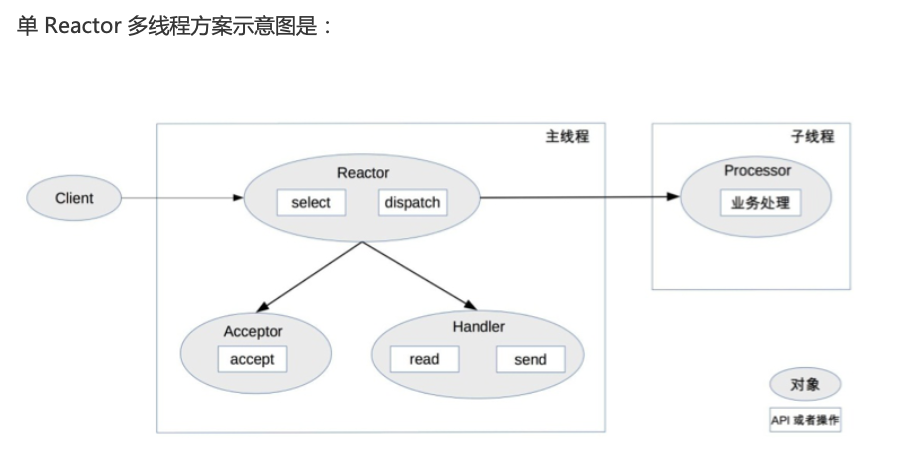 单 Reactor 多线程方案示意图是：
主线程
子线程
Client
Reactor
select
dispatch
Processor
业务处理
Acceptor
accept
Handler
read
send
对象
API 或者操作